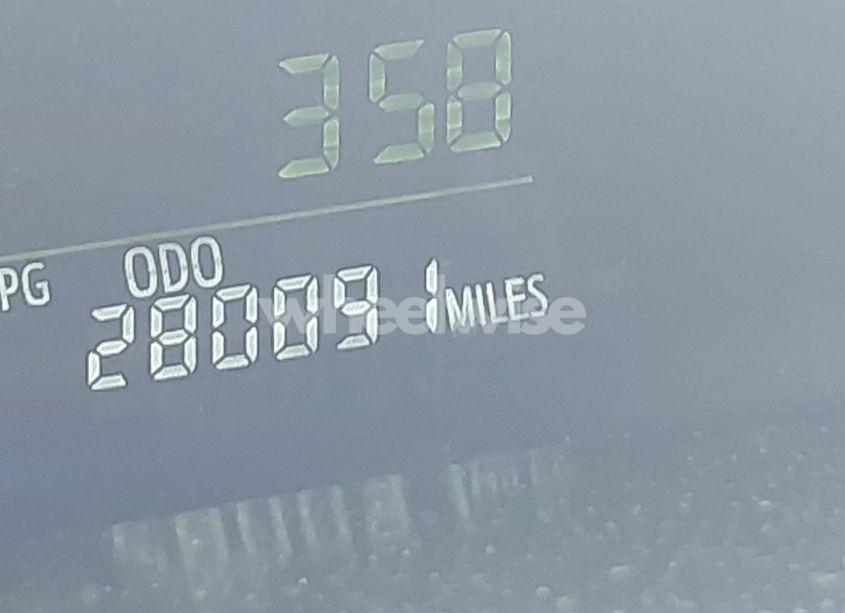 358
PG ODO
280091 MILES
wheelwise